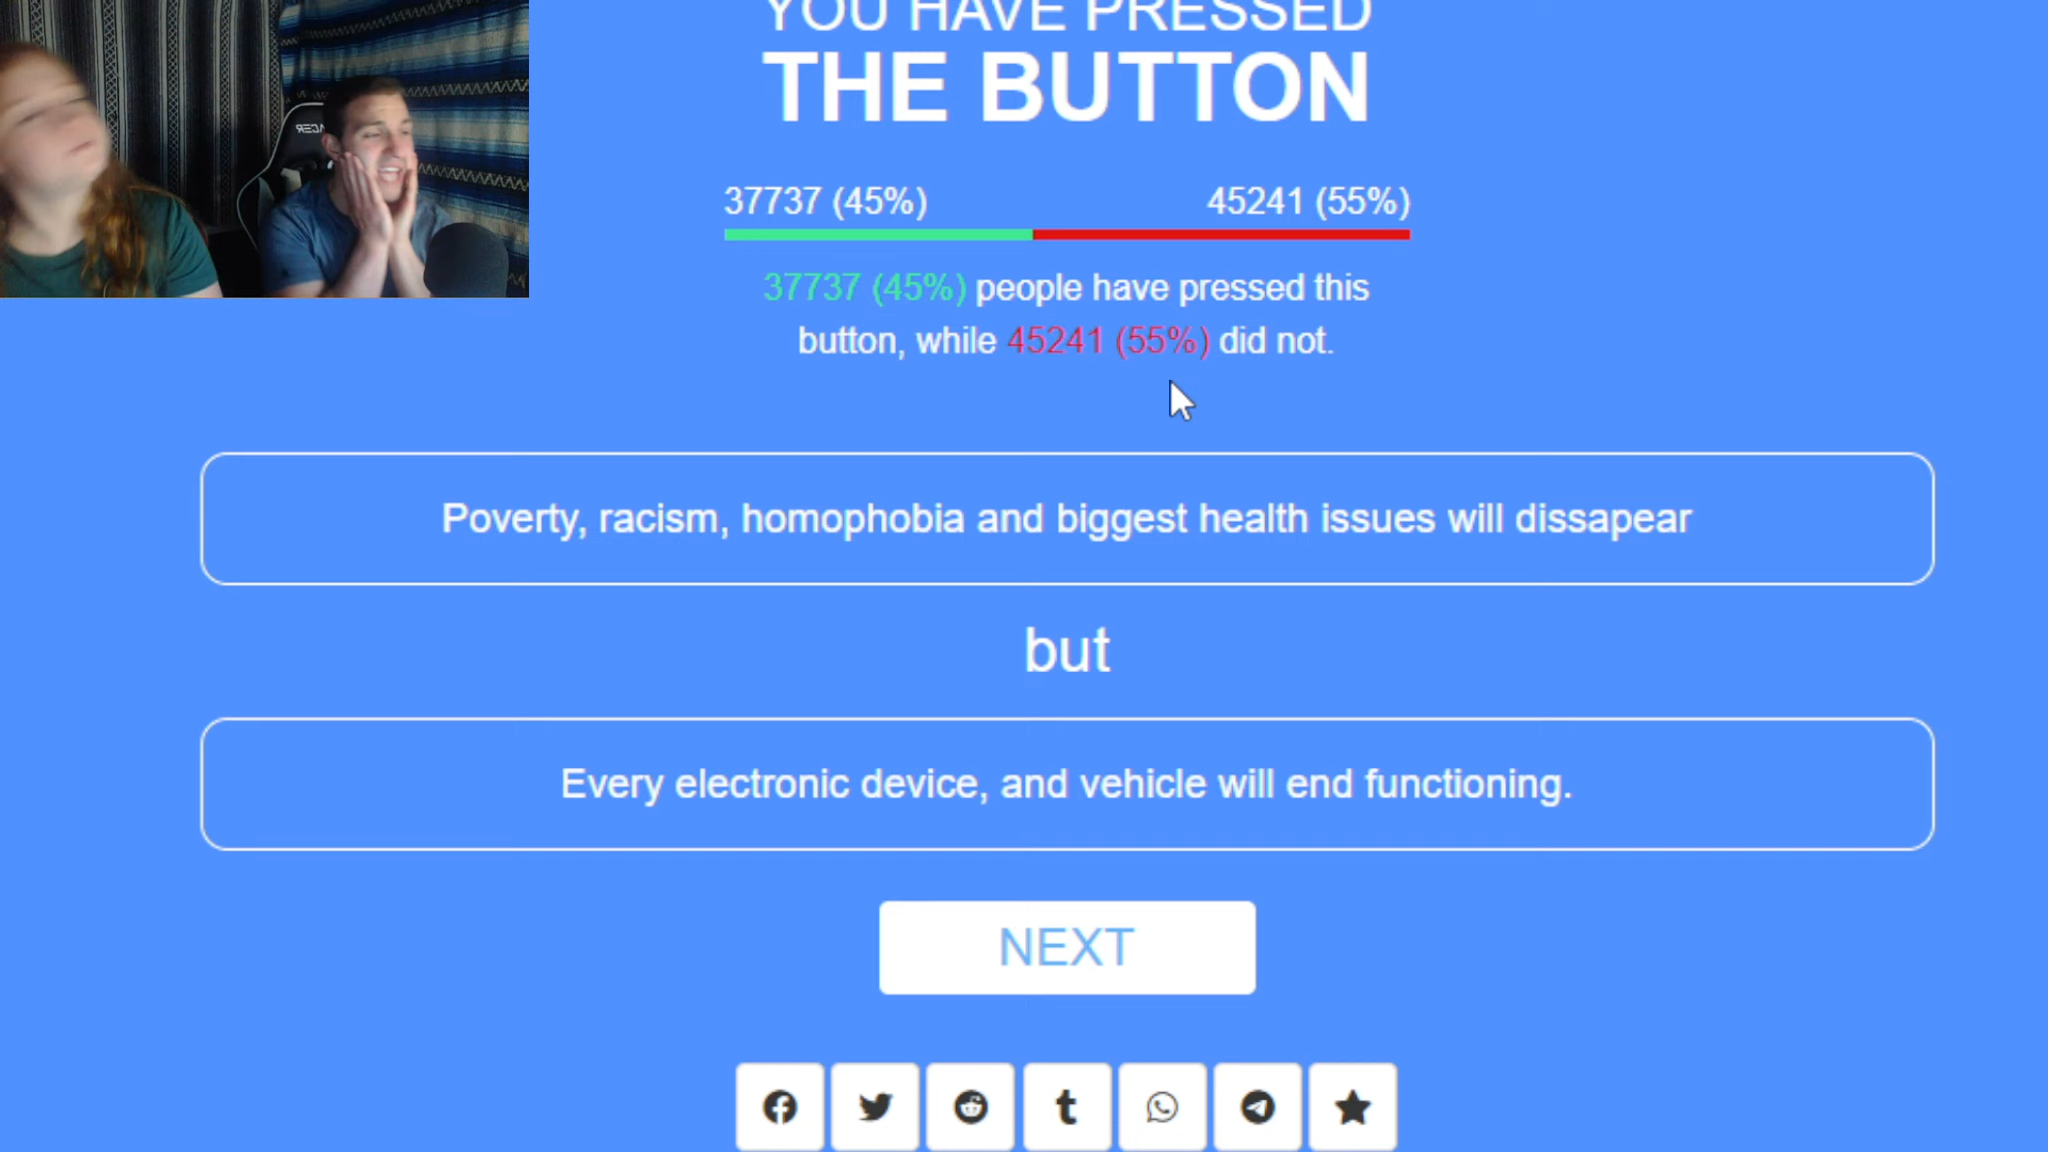 YOU HAVE PRESSED
THE BUTTON
37737 (45%) 45241 (55%)
37737 (45%) people have pressed this
button, while 45241 (55%) did not.
Poverty, racism, homophobia and biggest health issues will dissapear
but
Every electronic device, and vehicle will end functioning.
NEXT